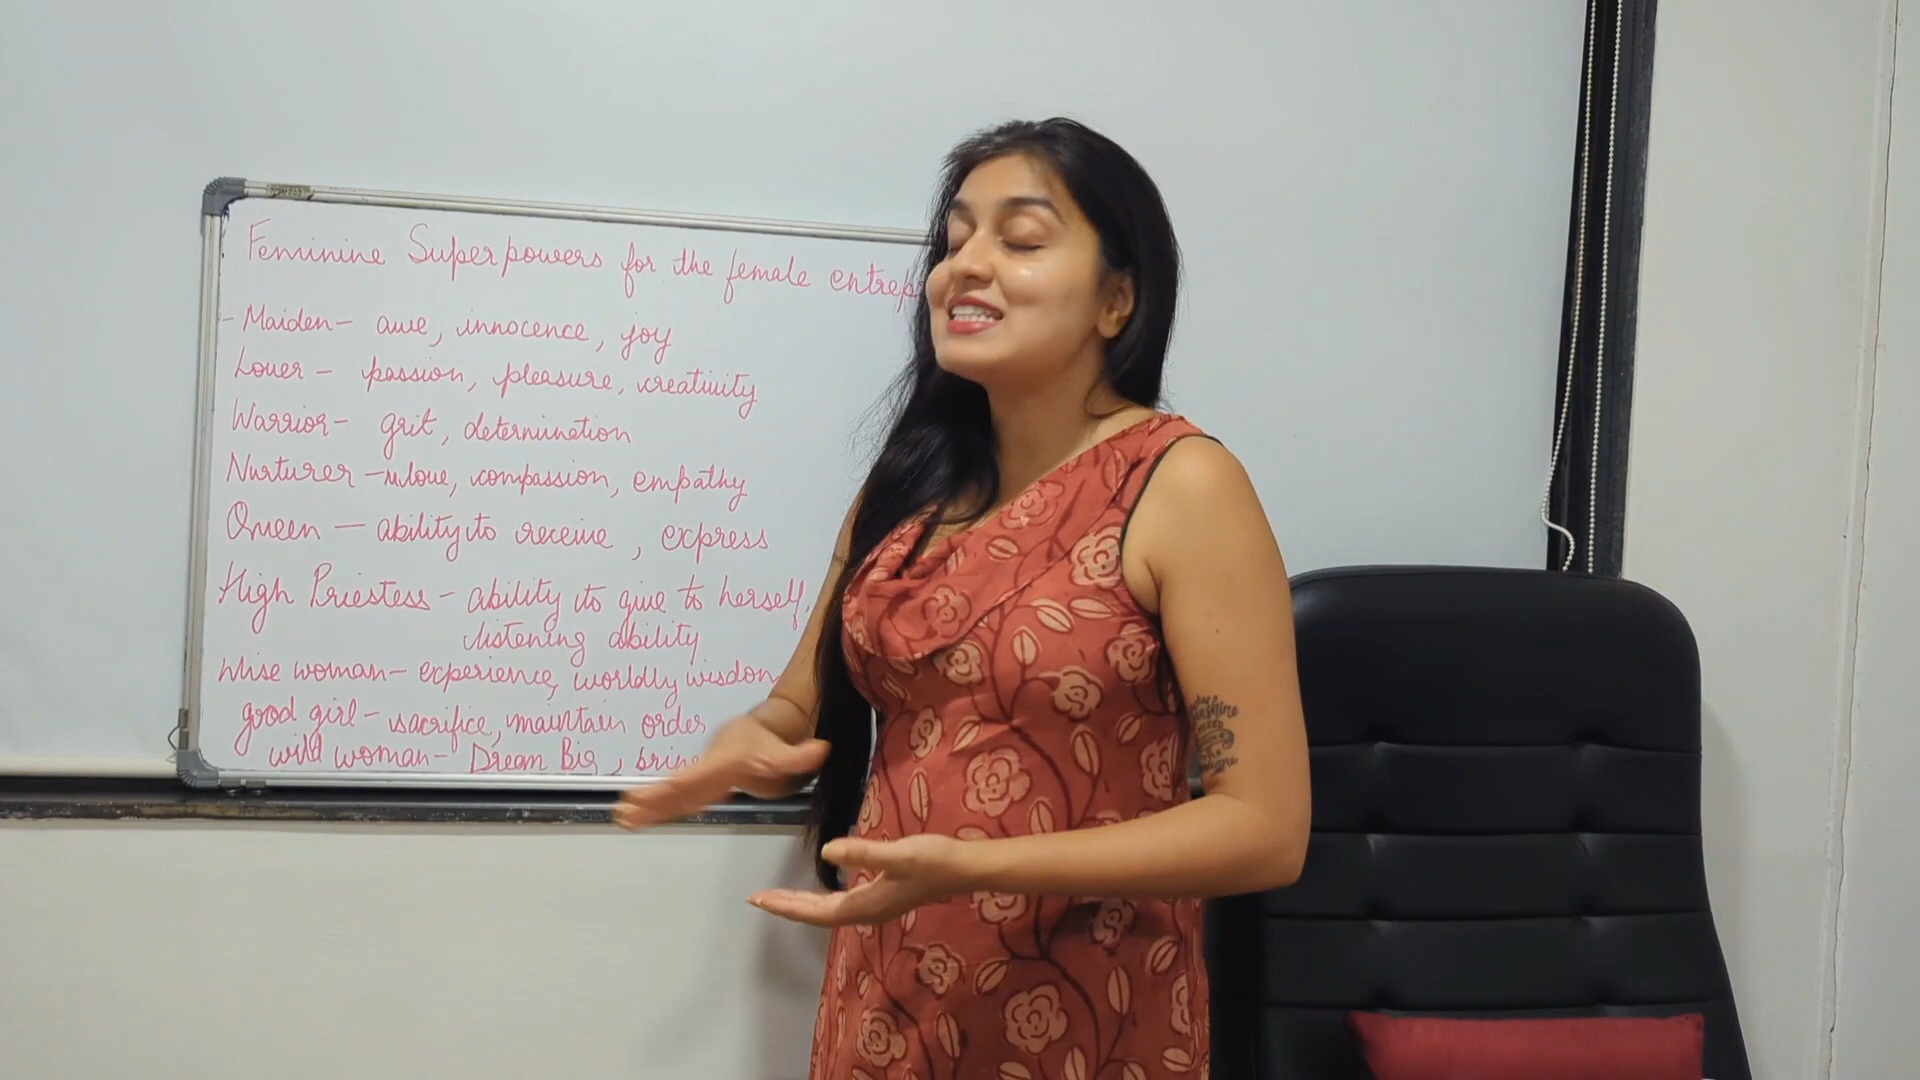 Feminine Superpowers for the female entrep
- Maiden - awe, innocence, joy
Lover - passion, pleasure, creativity
Warrior - grit, determination
Nurturer - love, compassion, empathy
Queen - ability to receive, express
High Priestess - ability to give to herself,
listening ability
Wise woman - experience, worldly wisdom
good girl - sacrifice, maintain order
wild woman - Dream Big, bring